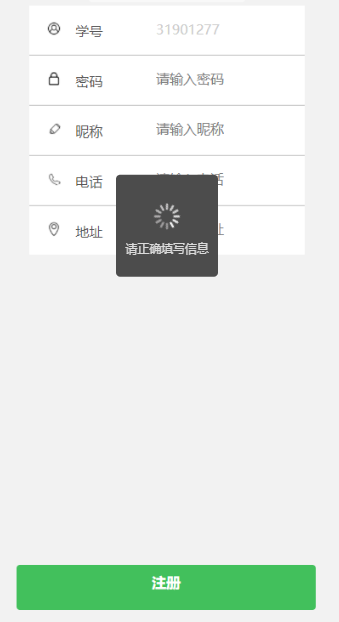 学号 31901277
密码 请输入密码
昵称 请输入昵称
电话
地址
请正确填写信息
注册